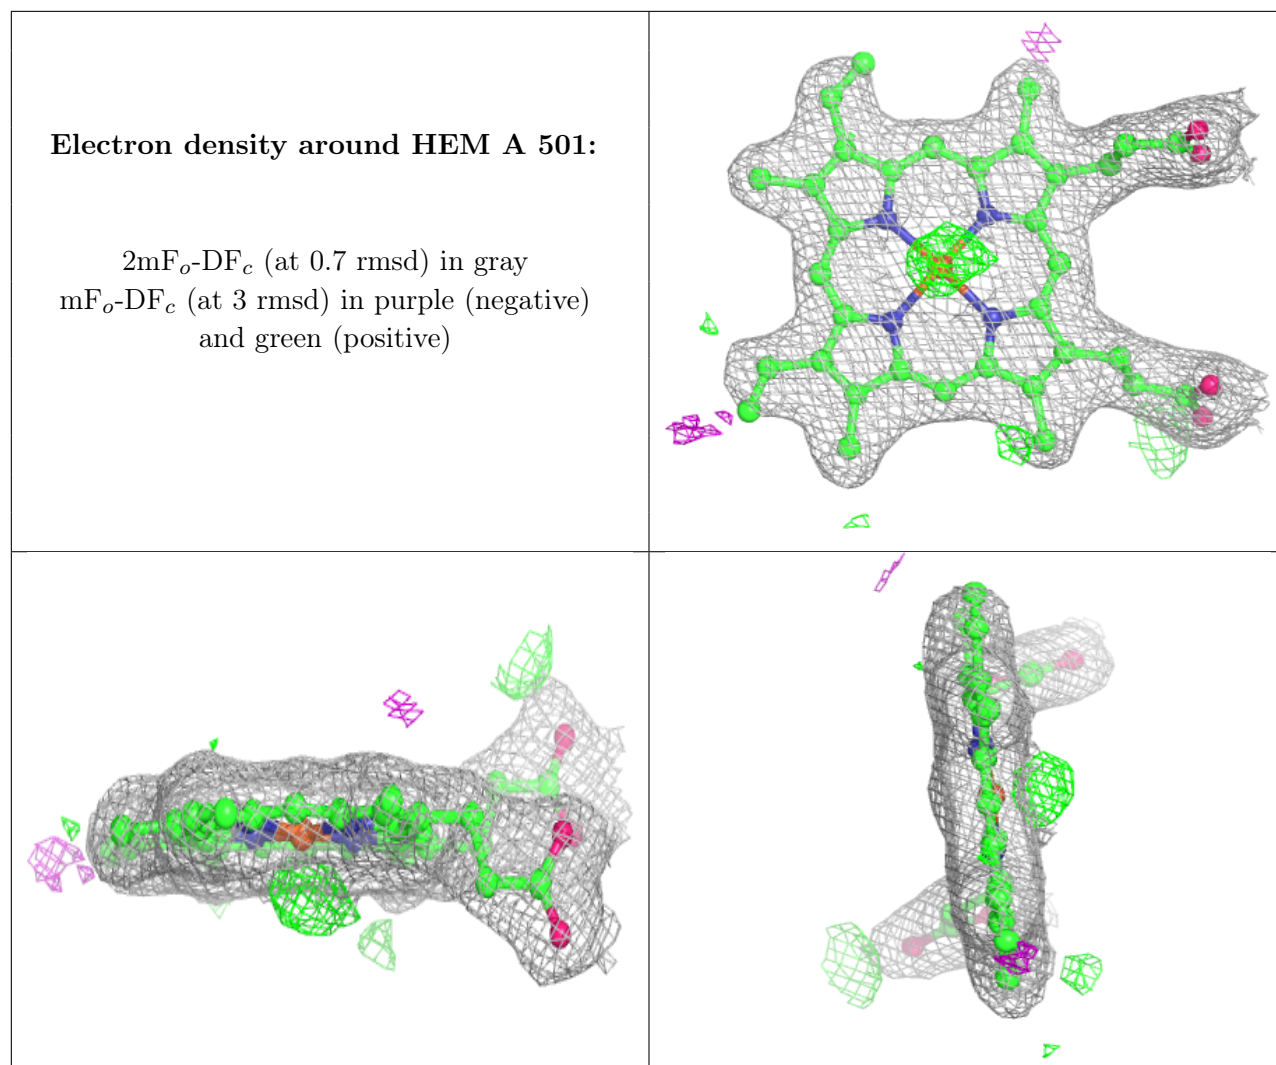 Electron density around HEM A 501:
2mFo-DFc (at 0.7 rmsd) in gray
mFo-DFc (at 3 rmsd) in purple (negative)
and green (positive)